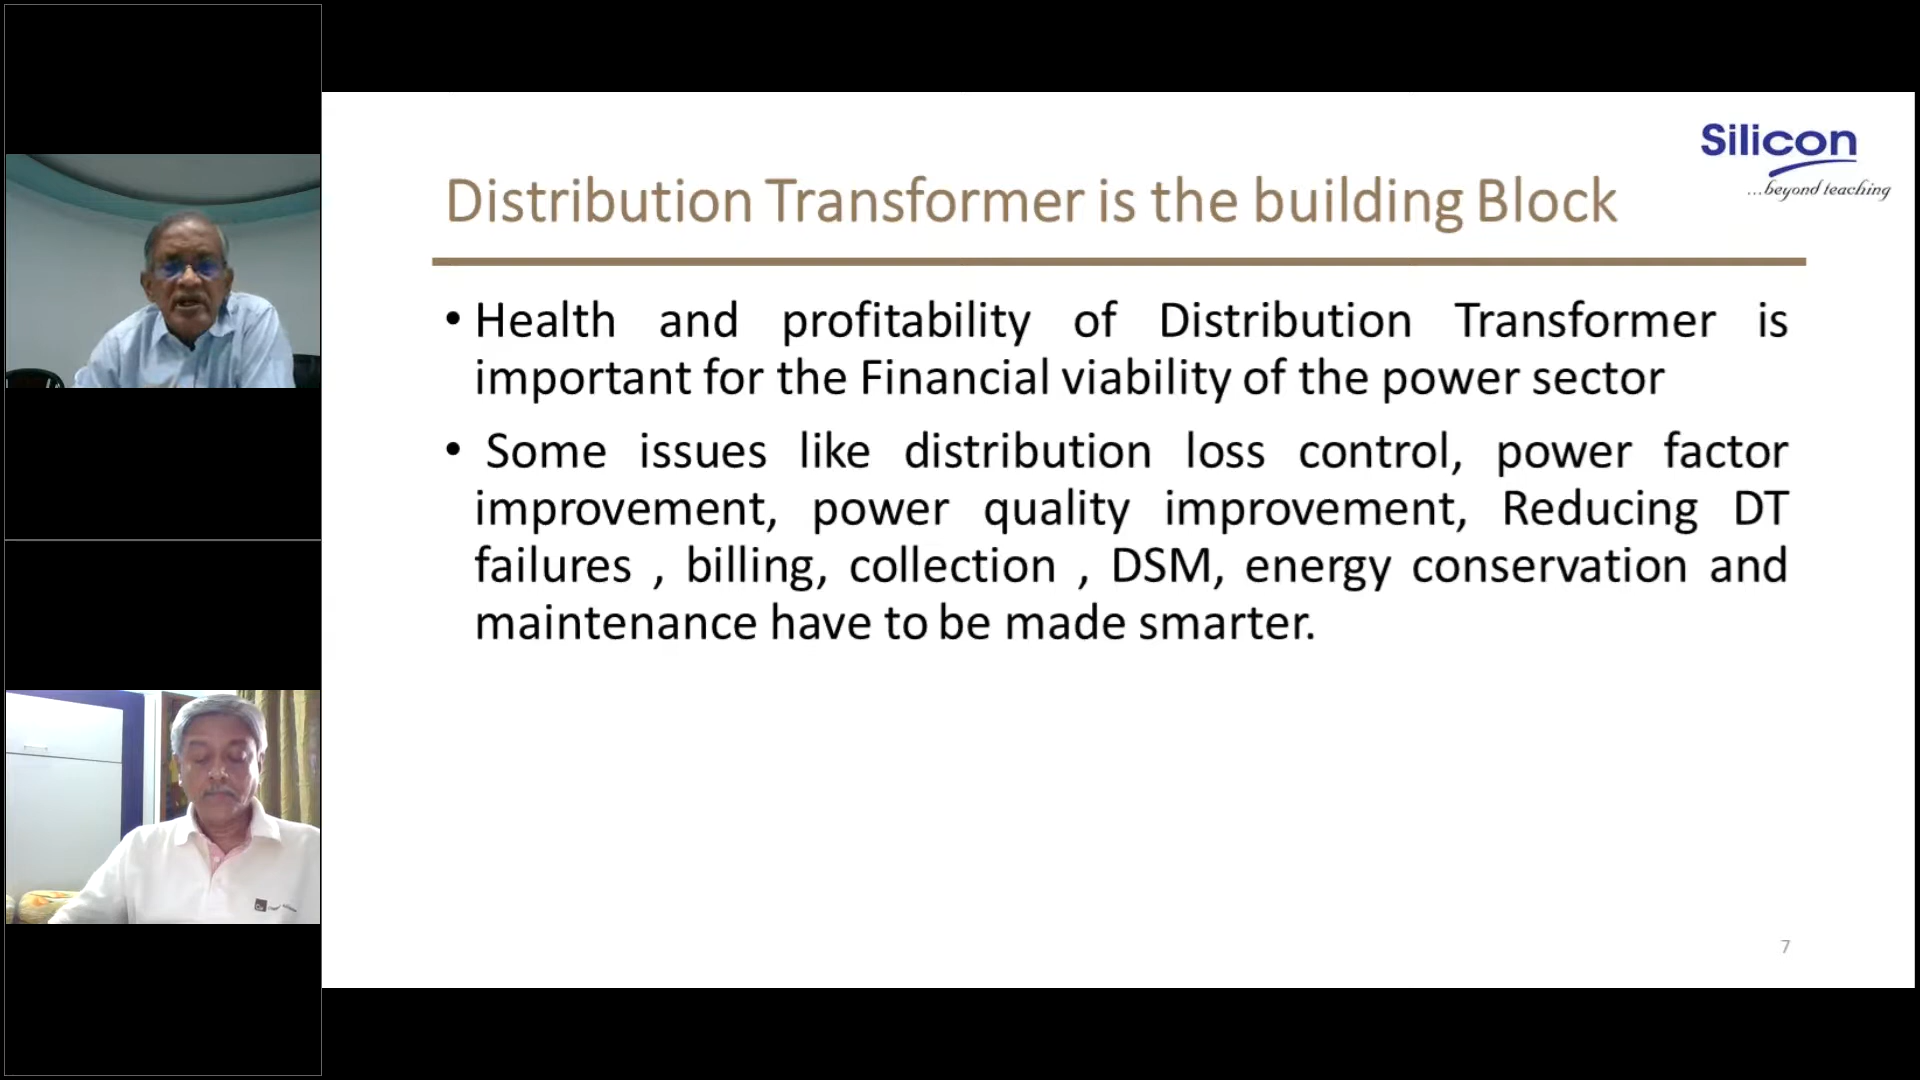 Silicon
...beyond teaching
Distribution Transformer is the building Block
• Health and profitability of Distribution Transformer is
important for the Financial viability of the power sector
• Some issues like distribution loss control, power factor
improvement, power quality improvement, Reducing DT
failures , billing, collection , DSM, energy conservation and
maintenance have to be made smarter.
7